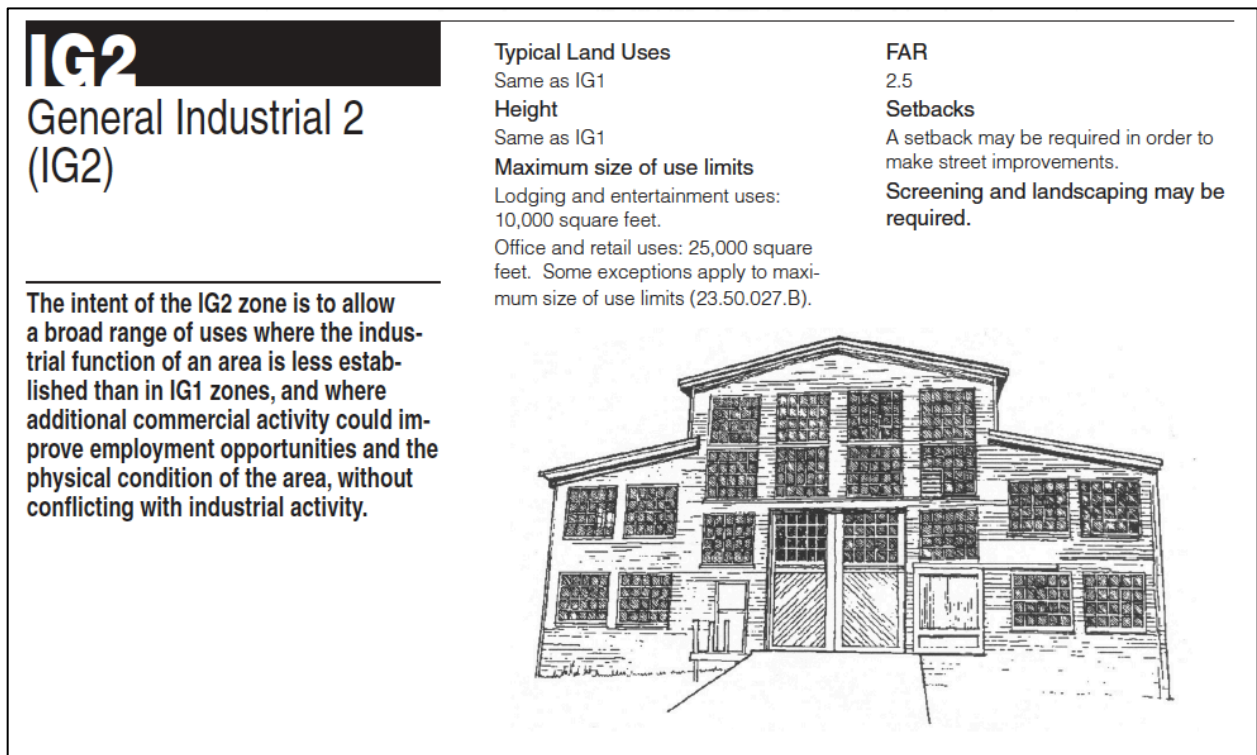 IG2
General Industrial 2
(IG2)
The intent of the IG2 zone is to allow
a broad range of uses where the indus-
trial function of an area is less estab-
lished than in IG1 zones, and where
additional commercial activity could im-
prove employment opportunities and the
physical condition of the area, without
conflicting with industrial activity.
Typical Land Uses
Same as IG1
Height
Same as IG1
Maximum size of use limits
Lodging and entertainment uses:
10,000 square feet.
Office and retail uses: 25,000 square
feet.  Some exceptions apply to maxi-
mum size of use limits (23.50.027.B).
FAR
2.5
Setbacks
A setback may be required in order to
make street improvements.
Screening and landscaping may be
required.